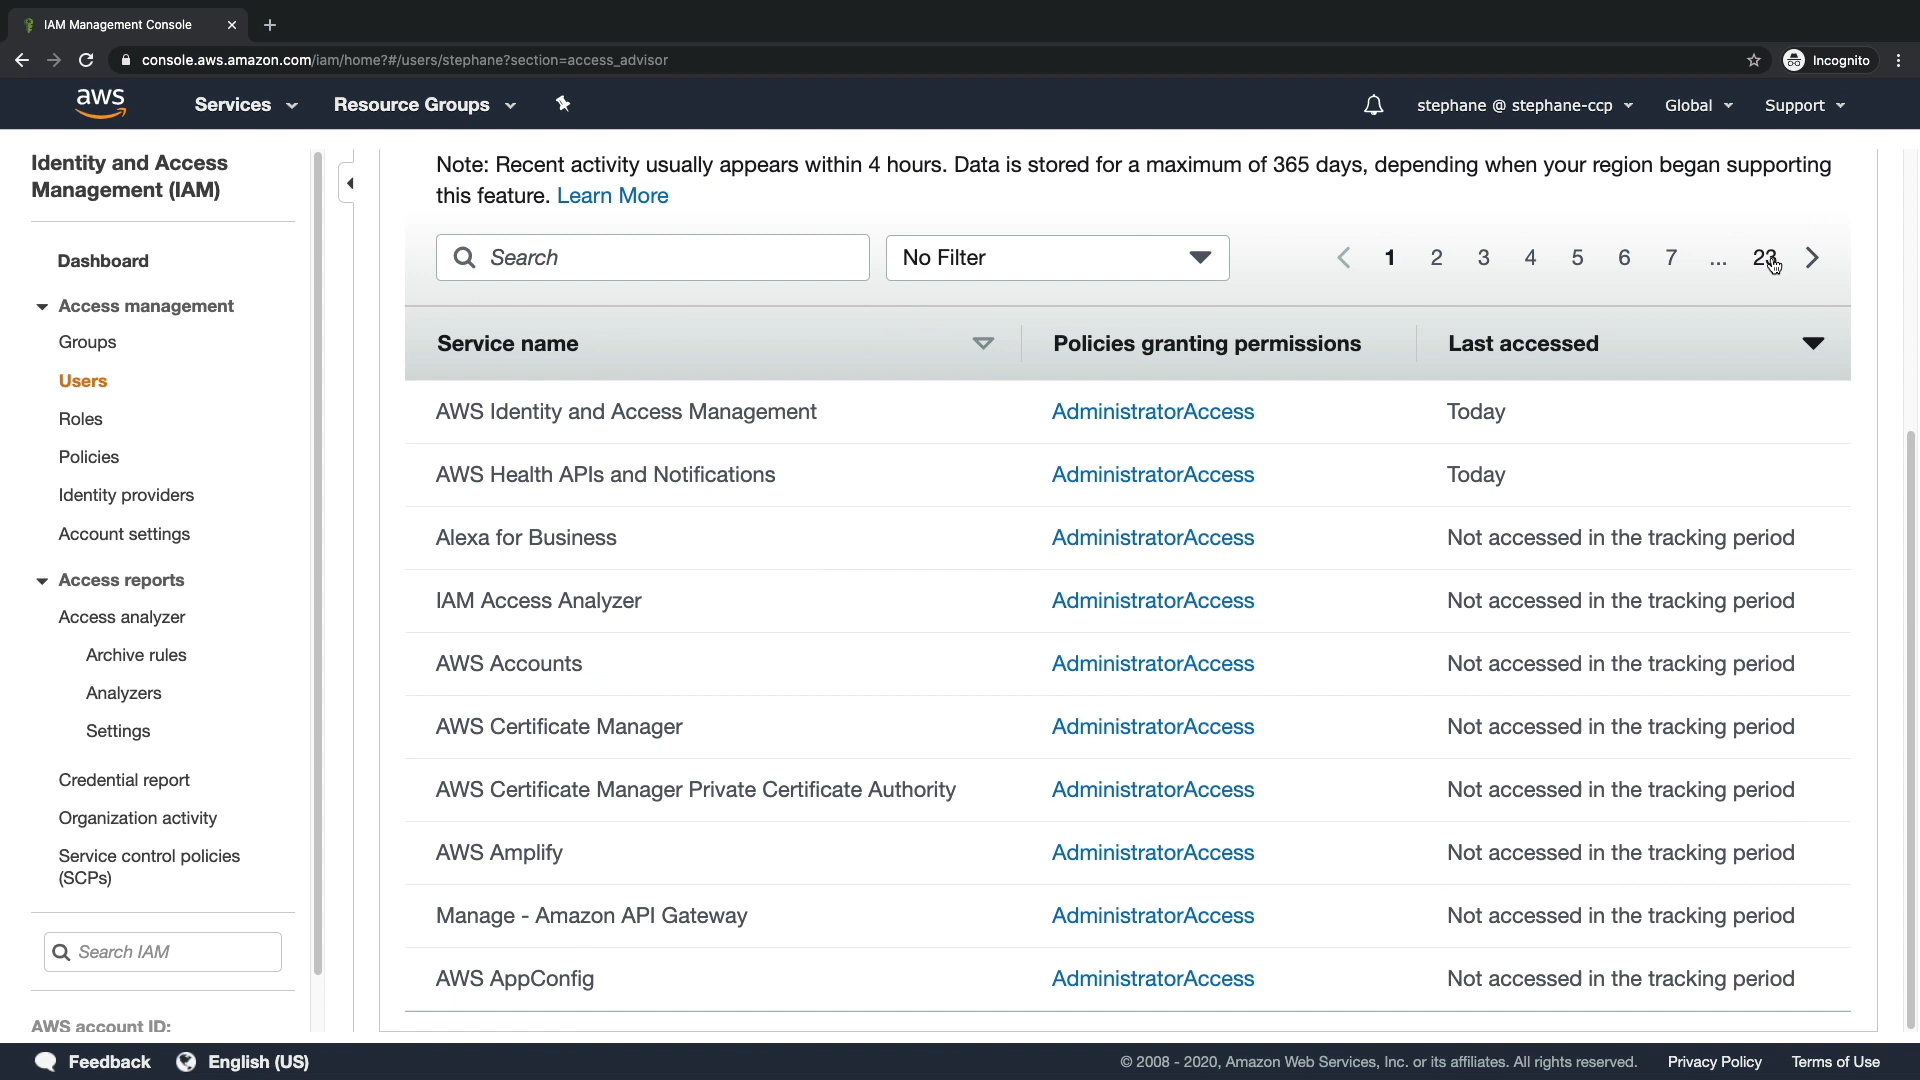 IAM Management Console
console.aws.amazon.com/iam/home?#/users/stephane?section=access_advisor
Incognito
aws
Services
Resource Groups
stephane @ stephane-ccp
Global
Support
Identity and Access
Management (IAM)
Dashboard
Access management
Groups
Users
Roles
Policies
Identity providers
Account settings
Access reports
Access analyzer
Archive rules
Analyzers
Settings
Credential report
Organization activity
Service control policies
(SCPs)
Search IAM
AWS account ID:
Note: Recent activity usually appears within 4 hours. Data is stored for a maximum of 365 days, depending when your region began supporting
this feature. Learn More
Search
No Filter
1 2 3 4 5 6 7 ... 23
Service name Policies granting permissions Last accessed
AWS Identity and Access Management AdministratorAccess Today
AWS Health APIs and Notifications AdministratorAccess Today
Alexa for Business AdministratorAccess Not accessed in the tracking period
IAM Access Analyzer AdministratorAccess Not accessed in the tracking period
AWS Accounts AdministratorAccess Not accessed in the tracking period
AWS Certificate Manager AdministratorAccess Not accessed in the tracking period
AWS Certificate Manager Private Certificate Authority AdministratorAccess Not accessed in the tracking period
AWS Amplify AdministratorAccess Not accessed in the tracking period
Manage - Amazon API Gateway AdministratorAccess Not accessed in the tracking period
AWS AppConfig AdministratorAccess Not accessed in the tracking period
Feedback
English (US)
© 2008 - 2020, Amazon Web Services, Inc. or its affiliates. All rights reserved.
Privacy Policy
Terms of Use